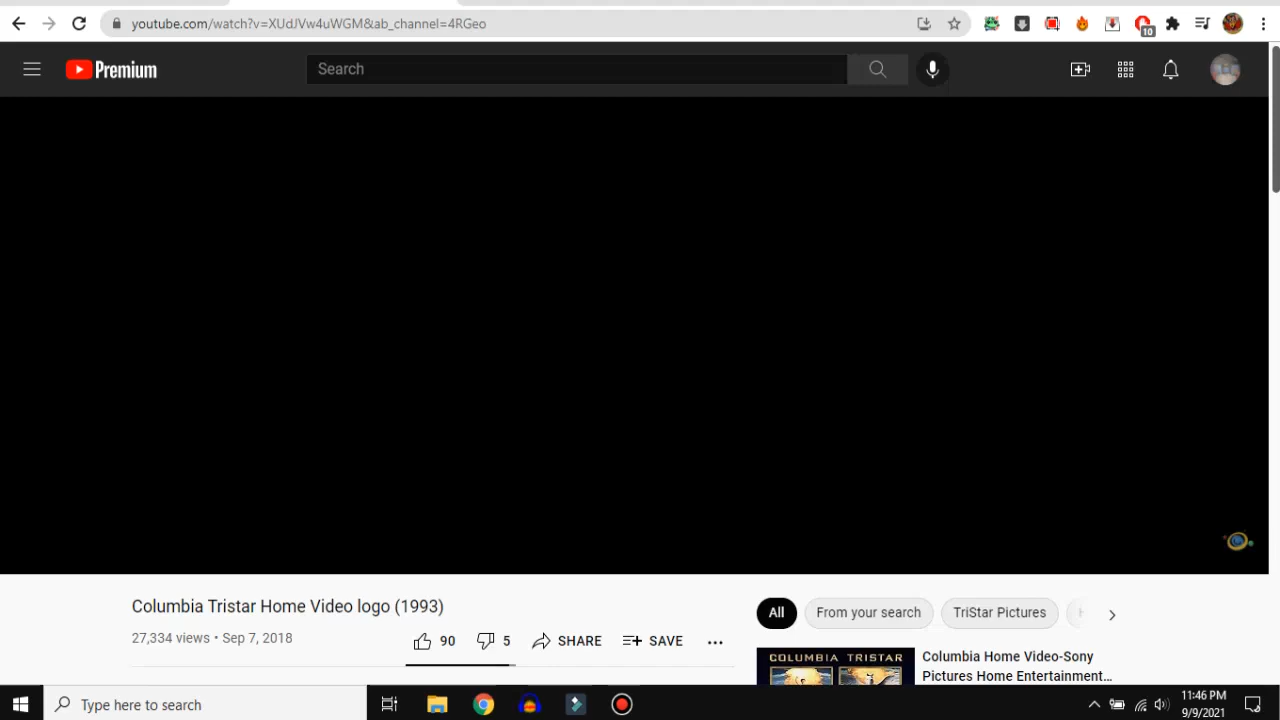 youtube.com/watch?v=XUdJVw4uWGM&ab_channel=4RGeo
10
Premium
Search
Columbia Tristar Home Video logo (1993)
27,334 views • Sep 7, 2018
90
5
SHARE
SAVE
All
From your search
TriStar Pictures
COLUMBIA TRISTAR
Columbia Home Video-Sony
Pictures Home Entertainment…
Type here to search
11:46 PM
9/9/2021